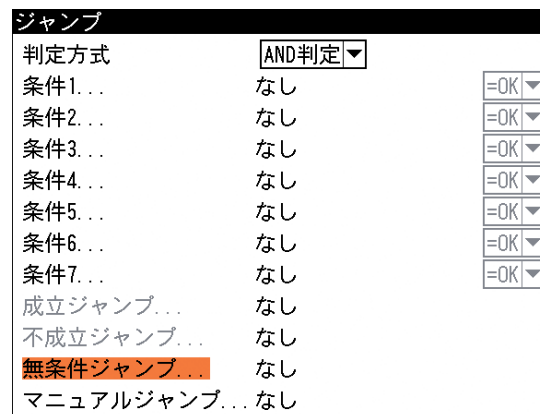 ジャンプ
判定方式 AND判定
条件1... なし =OK
条件2... なし =OK
条件3... なし =OK
条件4... なし =OK
条件5... なし =OK
条件6... なし =OK
条件7... なし =OK
成立ジャンプ... なし
不成立ジャンプ... なし
無条件ジャンプ... なし
マニュアルジャンプ... なし